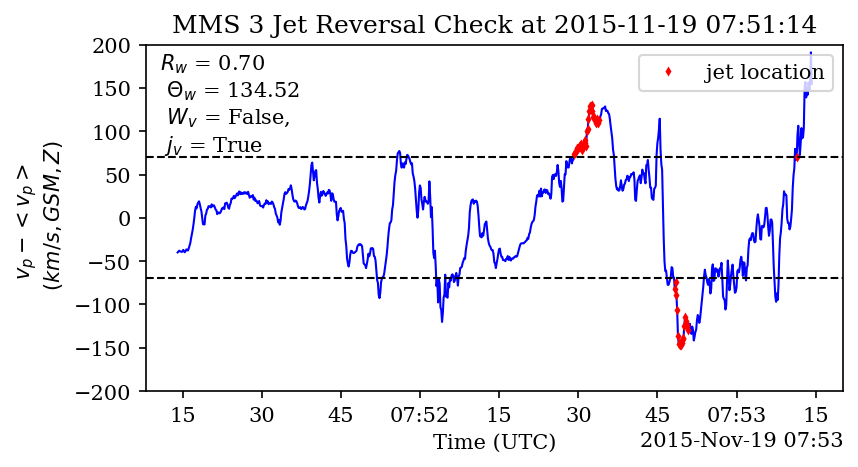 MMS 3 Jet Reversal Check at 2015-11-19 07:51:14
R_w = 0.70
Θ_w = 134.52
W_v = False,
j_v = True
jet location
v_p − < v_p >
(km/s, GSM, Z)
200
150
100
50
0
−50
−100
−150
−200
15 30 45 07:52 15 30 45 07:53 15
Time (UTC)
2015-Nov-19 07:53